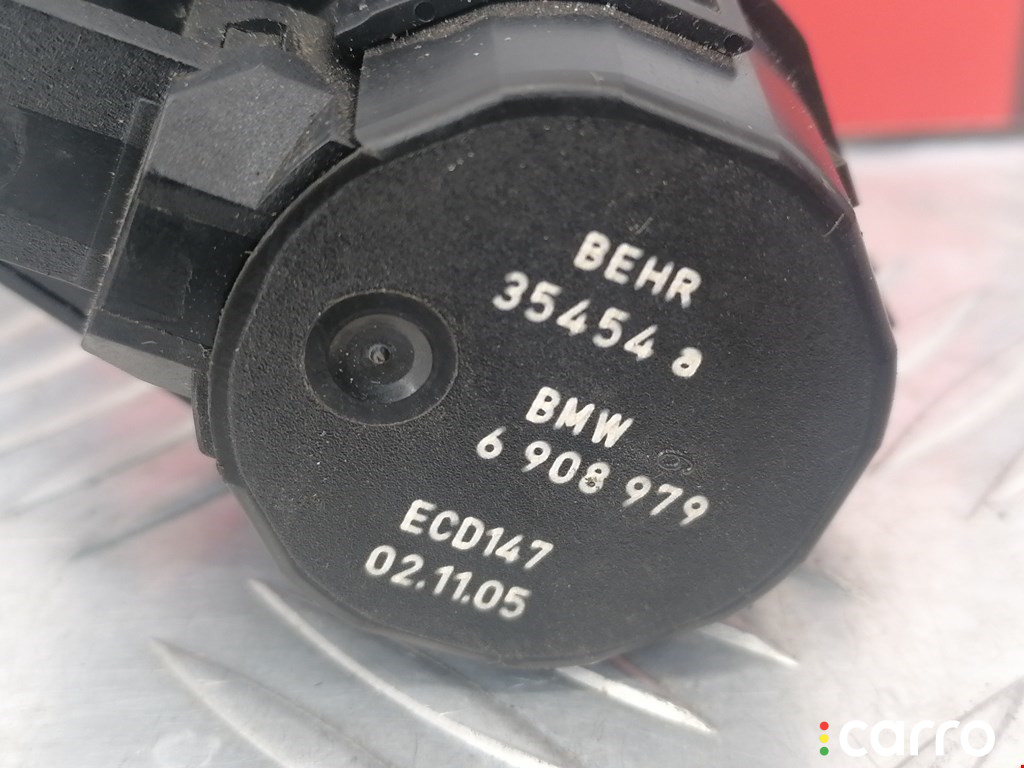 BEHR
35454 a
BMW
6 908 979
ECD147
02.11.05
carro